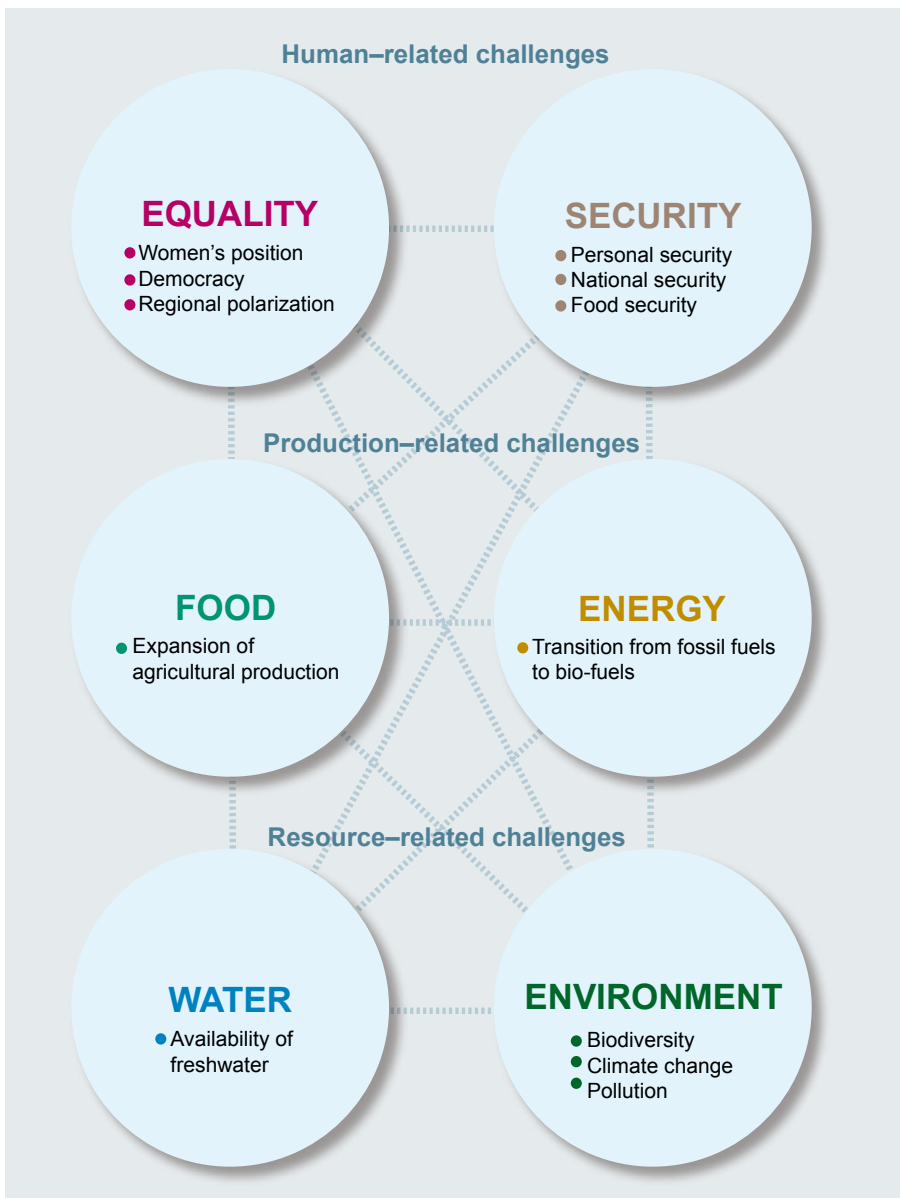 Human–related challenges
EQUALITY
Women’s position
Democracy
Regional polarization
SECURITY
Personal security
National security
Food security
Production–related challenges
FOOD
Expansion of
agricultural production
ENERGY
Transition from fossil fuels
to bio-fuels
Resource–related challenges
WATER
Availability of
freshwater
ENVIRONMENT
Biodiversity
Climate change
Pollution